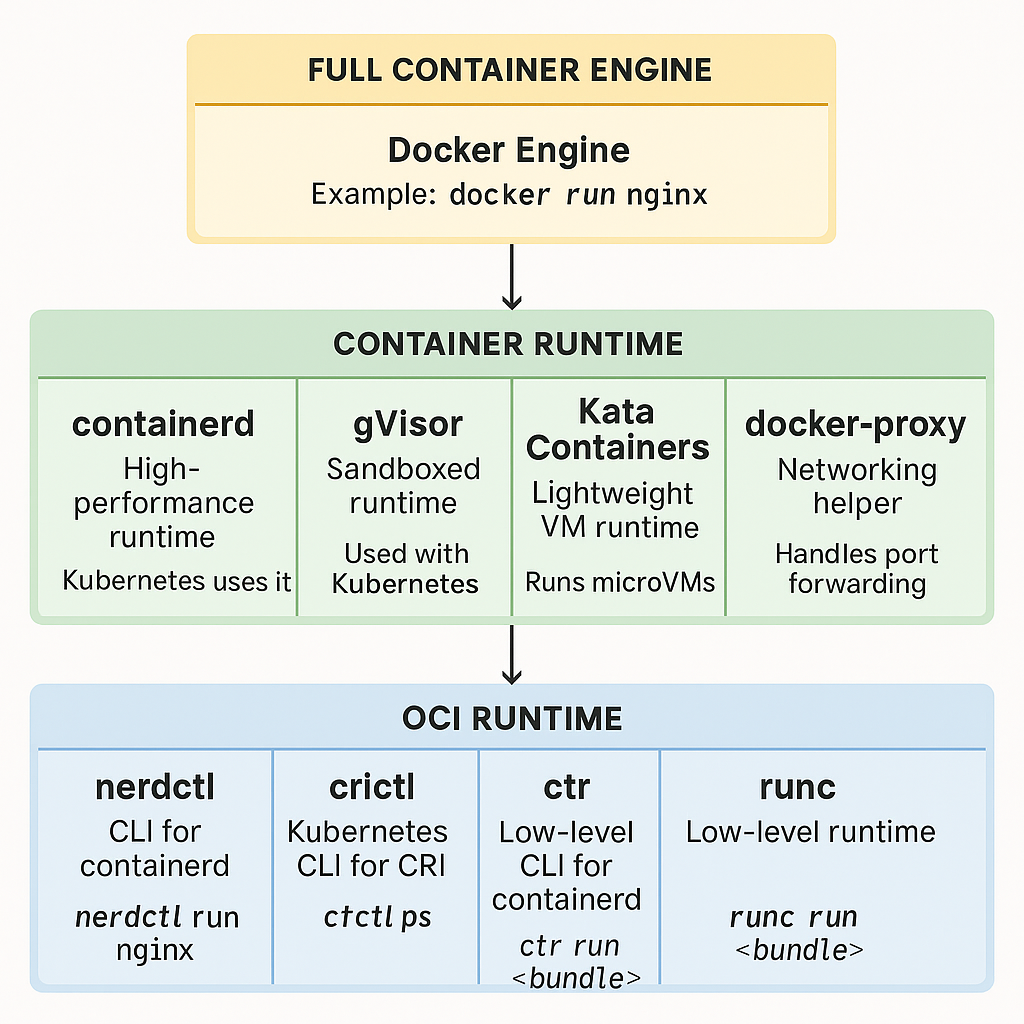 FULL CONTAINER ENGINE
Docker Engine
Example: docker run nginx
CONTAINER RUNTIME
containerd
High-
performance
runtime
Kubernetes uses it
gVisor
Sandboxed
runtime
Used with
Kubernetes
Kata
Containers
Lightweight
VM runtime
Runs microVMs
docker-proxy
Networking
helper
Handles port
forwarding
OCI RUNTIME
nerdctl
CLI for
containerd
nerdctl run
nginx
crictl
Kubernetes
CLI for CRI
cfctl ps
ctr
Low-level
CLI for
containerd
ctr run
<bundle>
runc
Low-level runtime
runc run
<bundle>